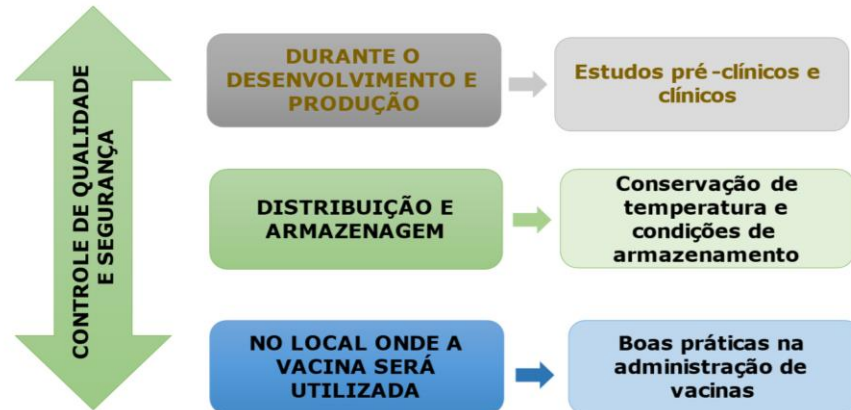 CONTROLE DE QUALIDADE
E SEGURANÇA
DURANTE O
DESENVOLVIMENTO E
PRODUÇÃO
Estudos pré-clínicos e
clínicos
DISTRIBUIÇÃO E
ARMAZENAGEM
Conservação de
temperatura e
condições de
armazenamento
NO LOCAL ONDE A
VACINA SERÁ
UTILIZADA
Boas práticas na
administração de
vacinas